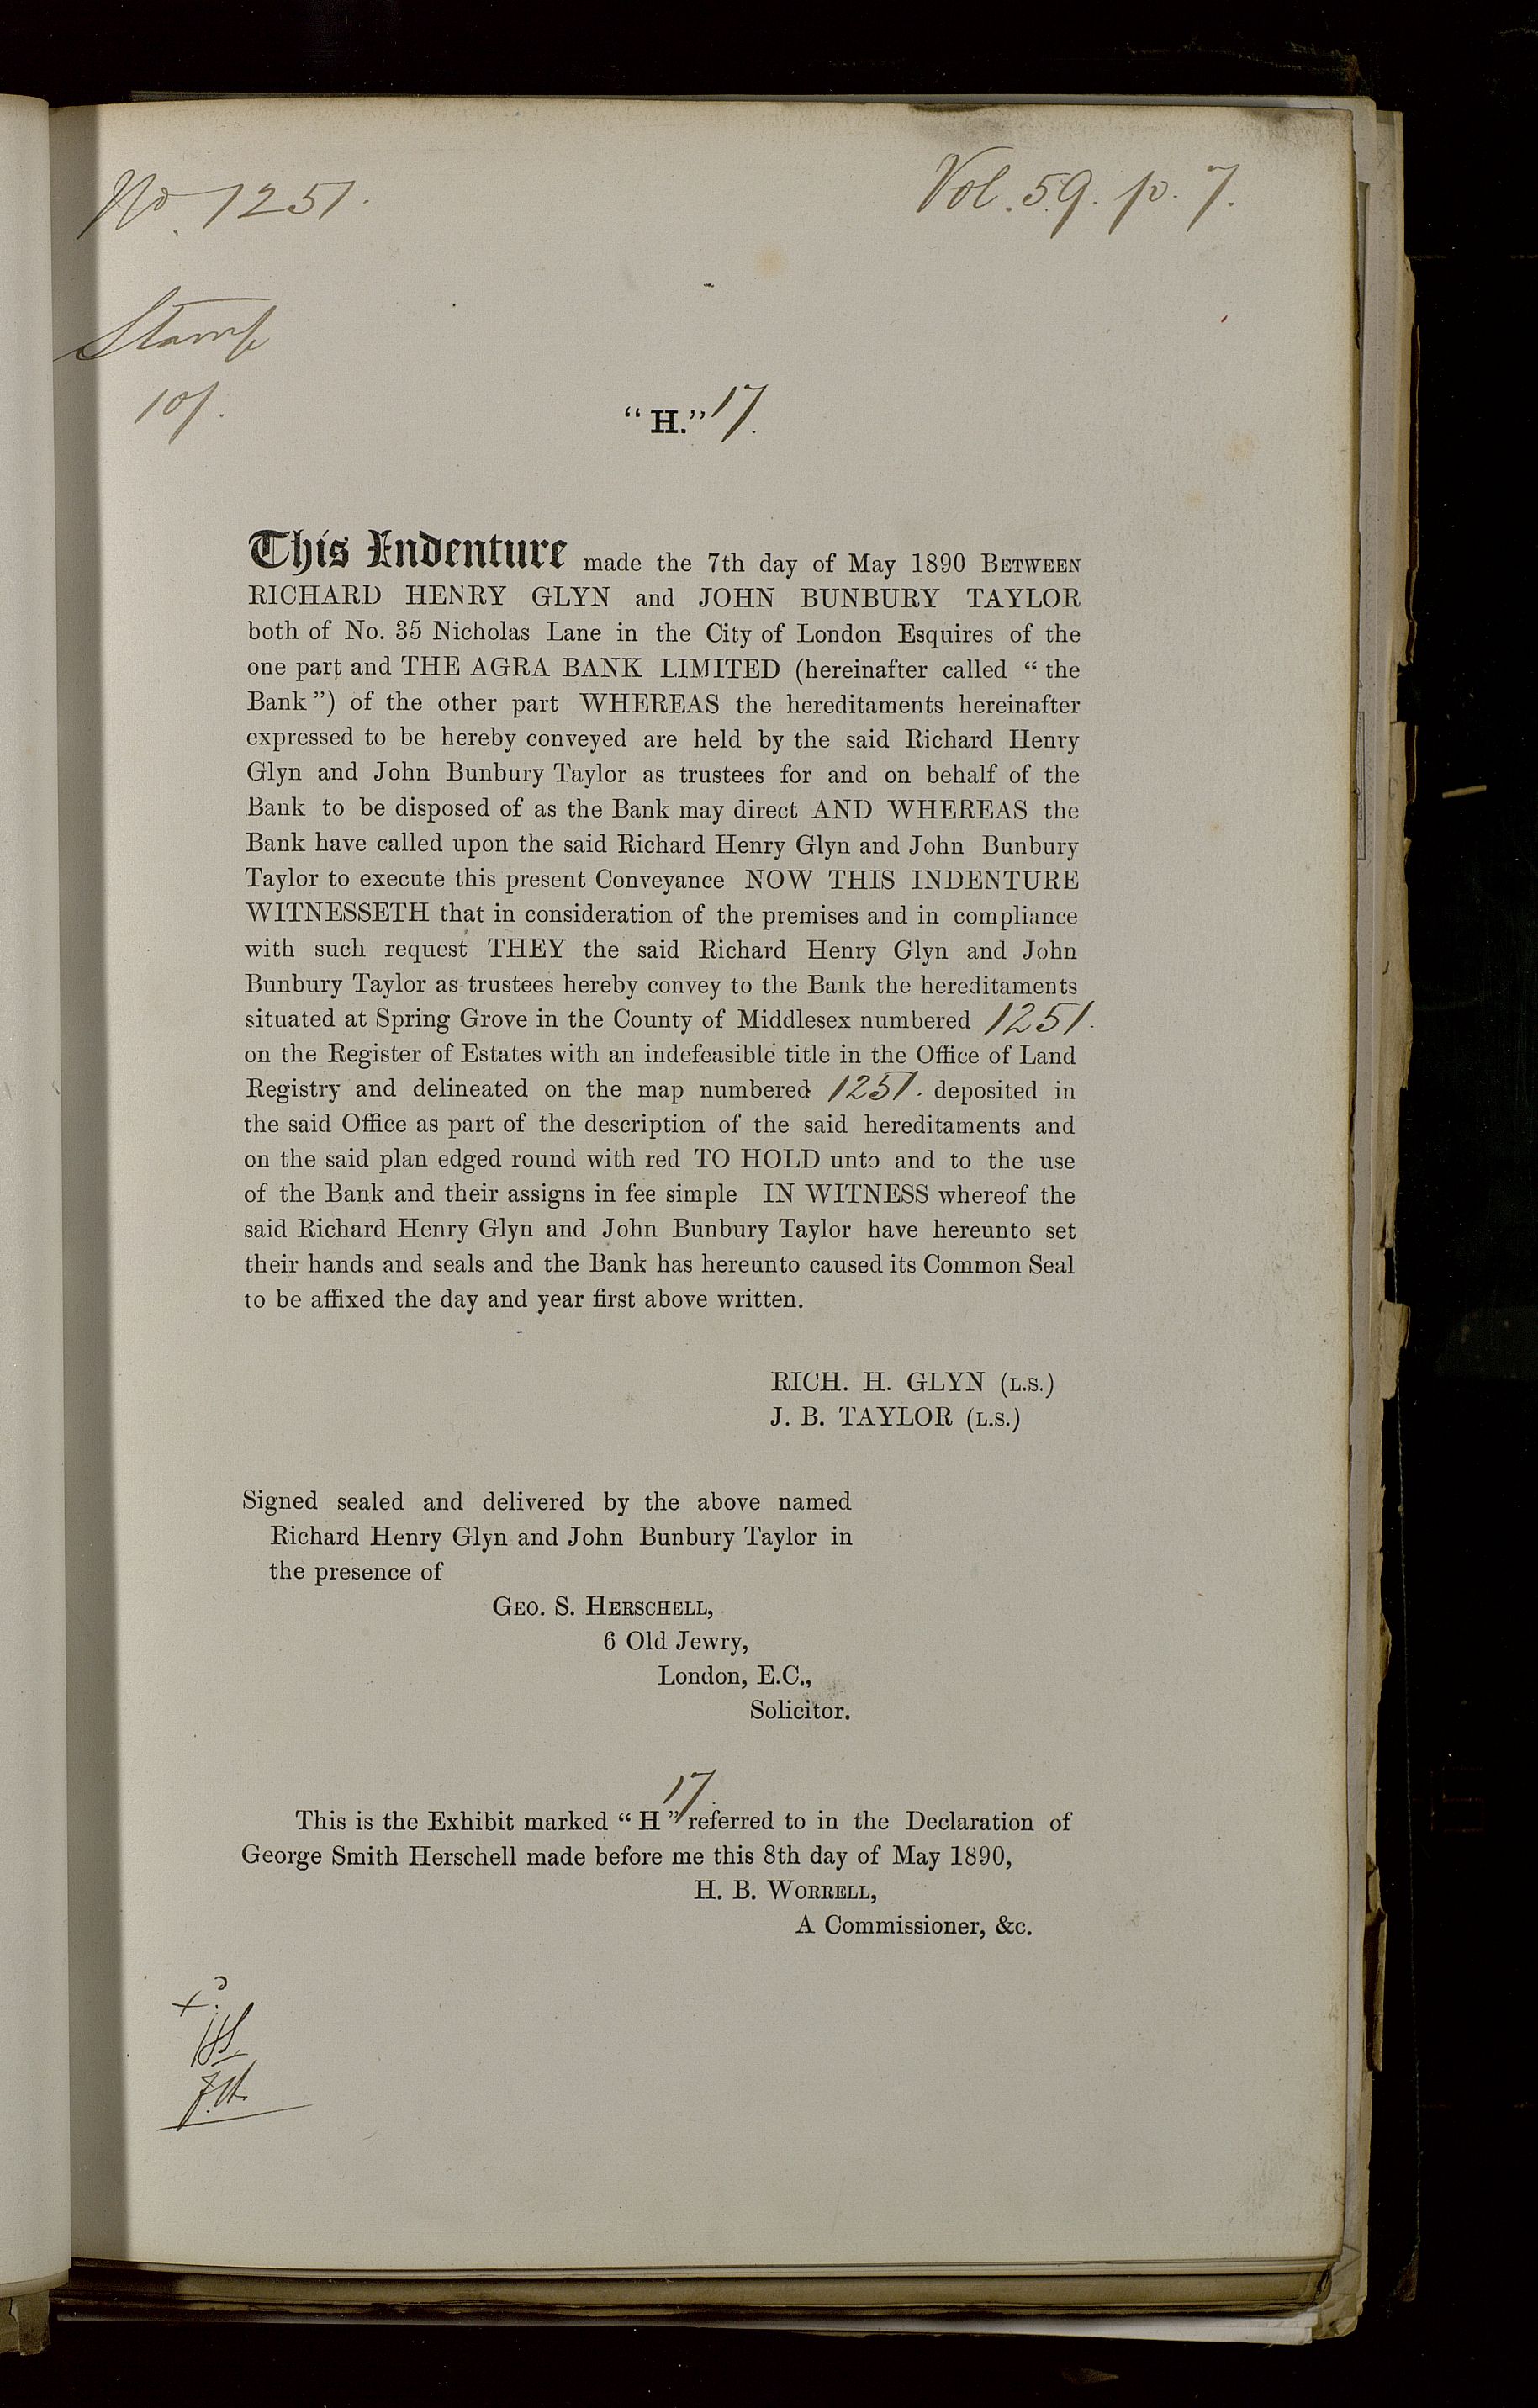 No. 1251.
Vol. 59. p. 7.
Stamp
10/.
"H." 17.
This Indenture made the 7th day of May 1890 BETWEEN
RICHARD HENRY GLYN and JOHN BUNBURY TAYLOR
both of No. 35 Nicholas Lane in the City of London Esquires of the
one part and THE AGRA BANK LIMITED (hereinafter called "the
Bank") of the other part WHEREAS the hereditaments hereinafter
expressed to be hereby conveyed are held by the said Richard Henry
Glyn and John Bunbury Taylor as trustees for and on behalf of the
Bank to be disposed of as the Bank may direct AND WHEREAS the
Bank have called upon the said Richard Henry Glyn and John Bunbury
Taylor to execute this present Conveyance NOW THIS INDENTURE
WITNESSETH that in consideration of the premises and in compliance
with such request THEY the said Richard Henry Glyn and John
Bunbury Taylor as trustees hereby convey to the Bank the hereditaments
situated at Spring Grove in the County of Middlesex numbered 1251.
on the Register of Estates with an indefeasible title in the Office of Land
Registry and delineated on the map numbered 1251. deposited in
the said Office as part of the description of the said hereditaments and
on the said plan edged round with red TO HOLD unto and to the use
of the Bank and their assigns in fee simple IN WITNESS whereof the
said Richard Henry Glyn and John Bunbury Taylor have hereunto set
their hands and seals and the Bank has hereunto caused its Common Seal
to be affixed the day and year first above written.
RICH. H. GLYN (L.S.)
J. B. TAYLOR (L.S.)
Signed sealed and delivered by the above named
Richard Henry Glyn and John Bunbury Taylor in
the presence of
GEO. S. HERSCHELL,
6 Old Jewry,
London, E.C.,
Solicitor.
This is the Exhibit marked "H" 17 referred to in the Declaration of
George Smith Herschell made before me this 8th day of May 1890,
H. B. WORRELL,
A Commissioner, &c.